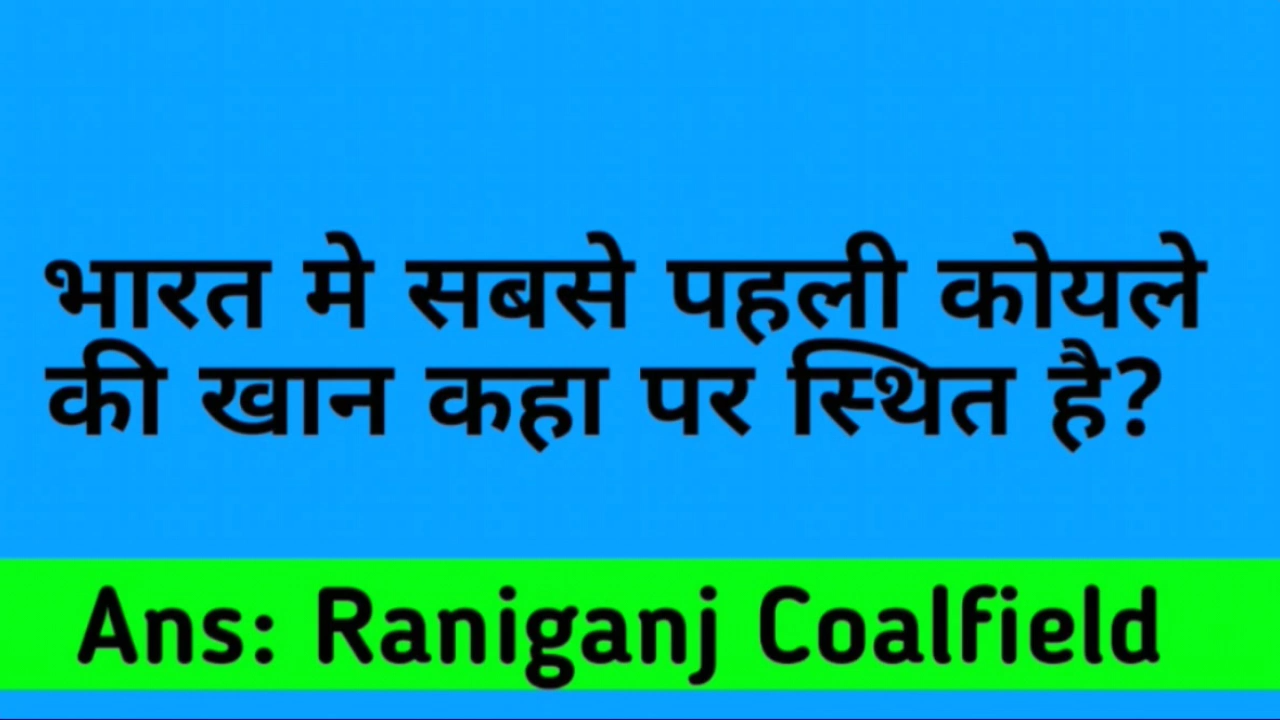 भारत मे सबसे पहली कोयले
की खान कहा पर स्थित है?
Ans: Raniganj Coalfield